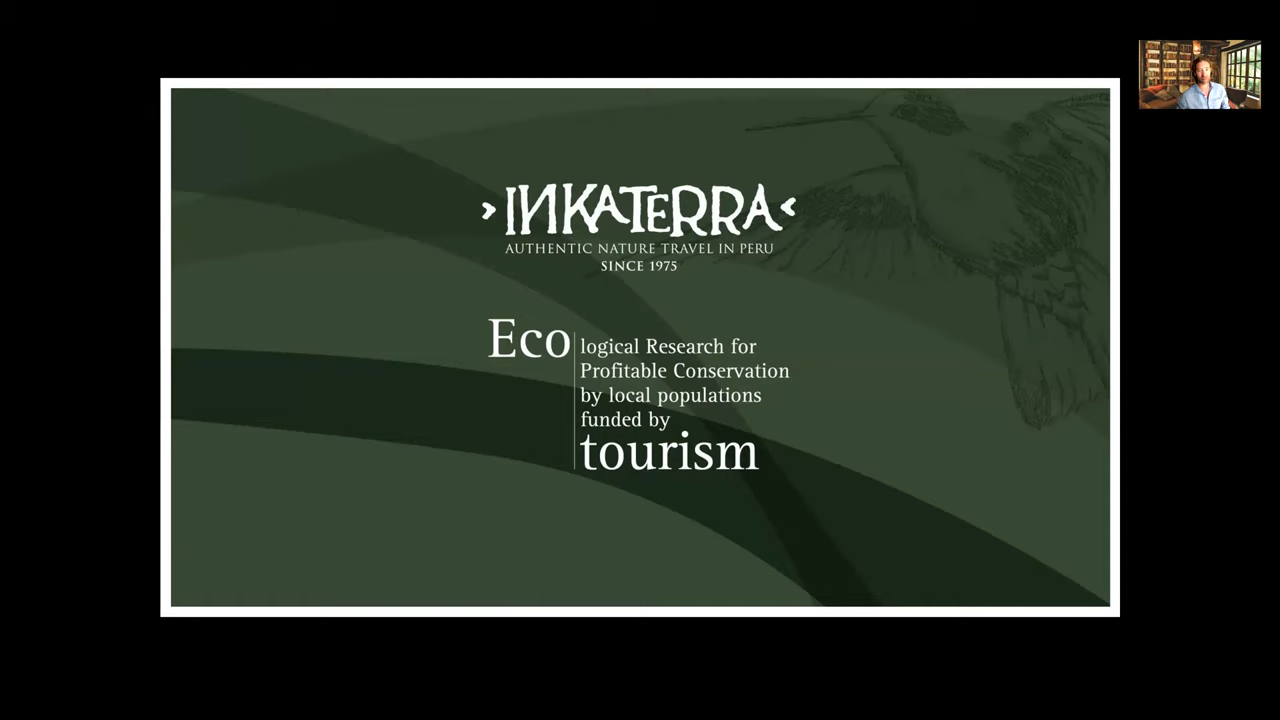 INKATERRA
AUTHENTIC NATURE TRAVEL IN PERU
SINCE 1975
Eco
logical Research for
Profitable Conservation
by local populations
funded by
tourism